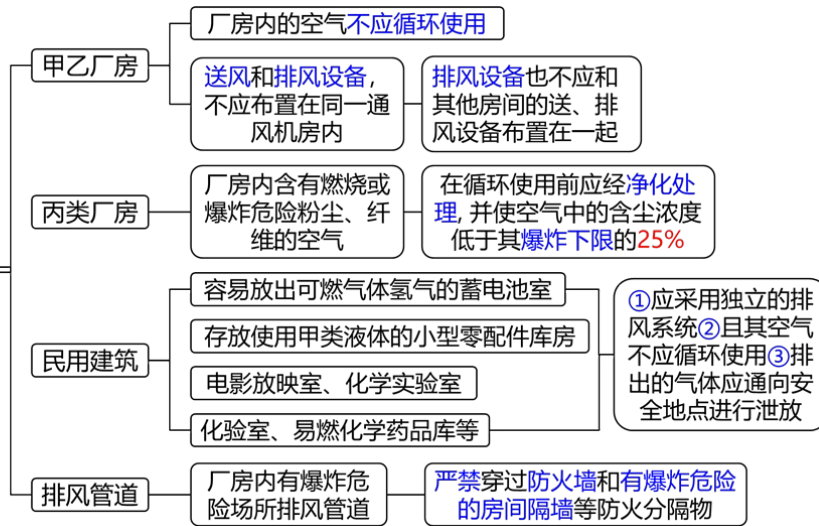 甲乙厂房
厂房内的空气不应循环使用
送风和排风设备，
不应布置在同一通
风机房内
排风设备也不应和
其他房间的送、排
风设备布置在一起
丙类厂房
厂房内含有燃烧或
爆炸危险粉尘、纤
维的空气
在循环使用前应经净化处
理, 并使空气中的含尘浓度
低于其爆炸下限的25%
民用建筑
容易放出可燃气体氢气的蓄电池室
存放使用甲类液体的小型零配件库房
电影放映室、化学实验室
化验室、易燃化学药品库等
①应采用独立的排
风系统②且其空气
不应循环使用③排
出的气体应通向安
全地点进行泄放
排风管道
厂房内有爆炸危
险场所排风管道
严禁穿过防火墙和有爆炸危险
的房间隔墙等防火分隔物